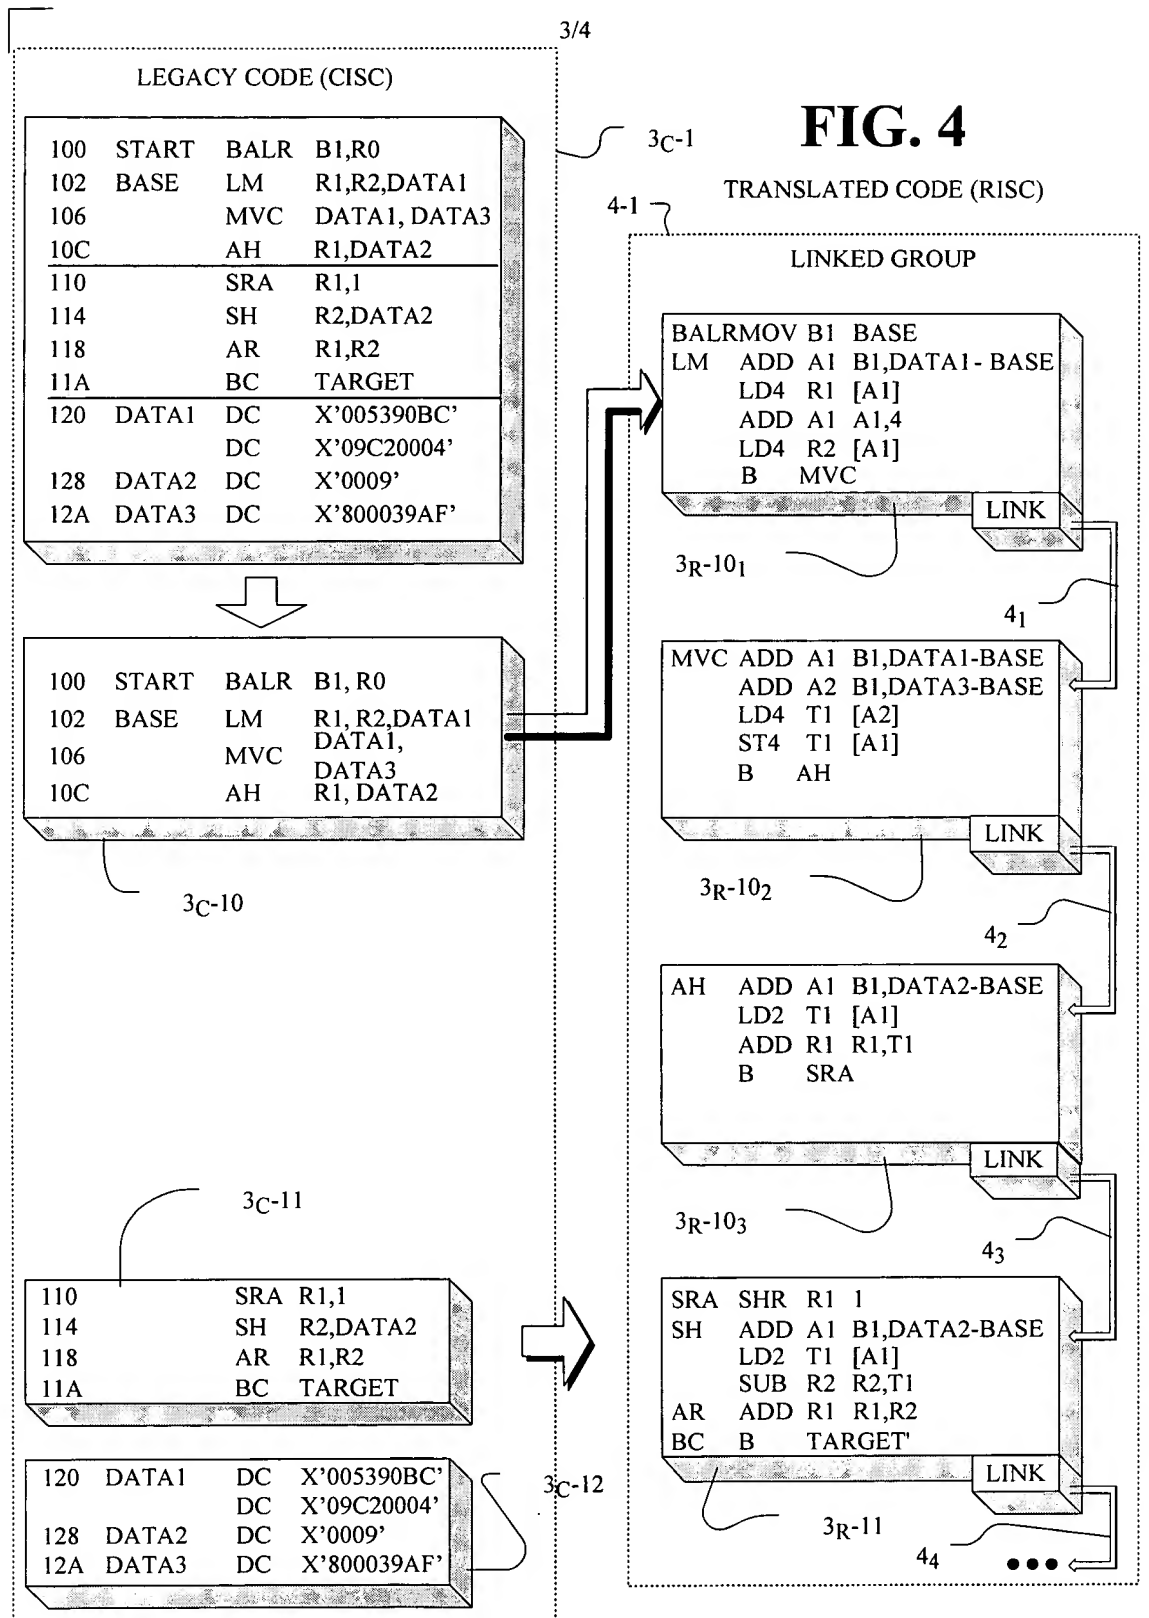 3/4
LEGACY CODE (CISC)
100 START BALR B1,R0
102 BASE LM R1,R2,DATA1
106 MVC DATA1, DATA3
10C AH R1,DATA2
110 SRA R1,1
114 SH R2,DATA2
118 AR R1,R2
11A BC TARGET
120 DATA1 DC X'005390BC'
DC X'09C20004'
128 DATA2 DC X'0009'
12A DATA3 DC X'800039AF'
3C-1
100 START BALR B1, R0
102 BASE LM R1, R2,DATA1
106 MVC DATA1,
DATA3
10C AH R1, DATA2
3C-10
3C-11
110 SRA R1,1
114 SH R2,DATA2
118 AR R1,R2
11A BC TARGET
120 DATA1 DC X'005390BC'
DC X'09C20004'
128 DATA2 DC X'0009'
12A DATA3 DC X'800039AF'
3C-12
FIG. 4
TRANSLATED CODE (RISC)
4-1
LINKED GROUP
BALRMOV B1 BASE
LM ADD A1 B1,DATA1- BASE
LD4 R1 [A1]
ADD A1 A1,4
LD4 R2 [A1]
B MVC
LINK
3R-101
41
MVC ADD A1 B1,DATA1-BASE
ADD A2 B1,DATA3-BASE
LD4 T1 [A2]
ST4 T1 [A1]
B AH
LINK
3R-102
42
AH ADD A1 B1,DATA2-BASE
LD2 T1 [A1]
ADD R1 R1,T1
B SRA
LINK
3R-103
43
SRA SHR R1 1
SH ADD A1 B1,DATA2-BASE
LD2 T1 [A1]
SUB R2 R2,T1
AR ADD R1 R1,R2
BC B TARGET'
LINK
3R-11
44